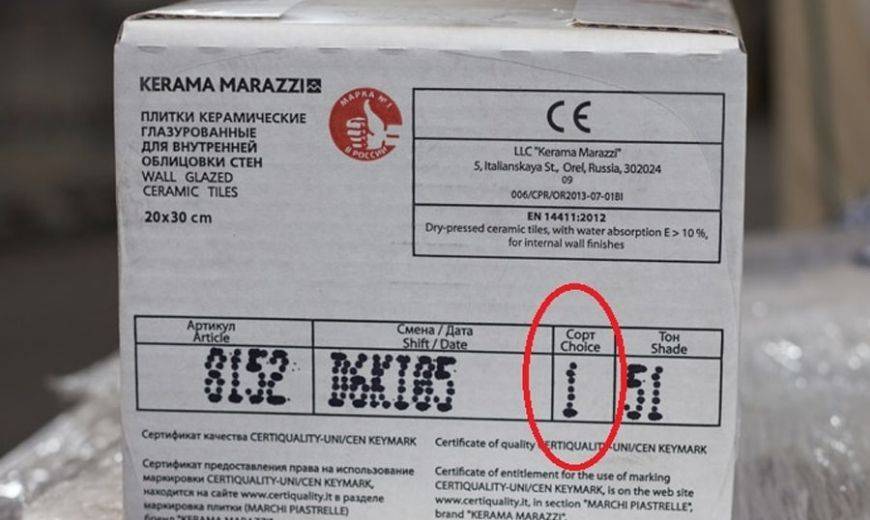 KERAMA MARAZZI
МАРКА №1
В РОССИИ
ПЛИТКИ КЕРАМИЧЕСКИЕ
ГЛАЗУРОВАННЫЕ
ДЛЯ ВНУТРЕННЕЙ
ОБЛИЦОВКИ СТЕН
WALL GLAZED
CERAMIC TILES
20x30 cm
CE
LLC "Kerama Marazzi"
5, Italianskaya St., Orel, Russia, 302024
09
006/CPR/OR2013-07-01BI
EN 14411:2012
Dry-pressed ceramic tiles, with water absorption E > 10 %,
for internal wall finishes
Артикул
Article
8152
Смена / Дата
Shift / Date
D6K185
Сорт
Choice
1
Тон
Shade
51
Сертификат качества CERTIQUALITY-UNI/CEN KEYMARK
Сертификат предоставления права на использование
маркировки CERTIQUALITY-UNI/CEN KEYMARK,
находится на сайте www.certiquality.it в разделе
маркировка плитки (MARCHI PIASTRELLE)
бренд "KERAMA MARAZZI"
Certificate of quality CERTIQUALITY-UNI/CEN KEYMARK
Certificate of entitlement for the use of marking
CERTIQUALITY-UNI/CEN KEYMARK, is on the web site
www.certiquality.it, in section "MARCHI PIASTRELLE",
brand "KERAMA MARAZZI".